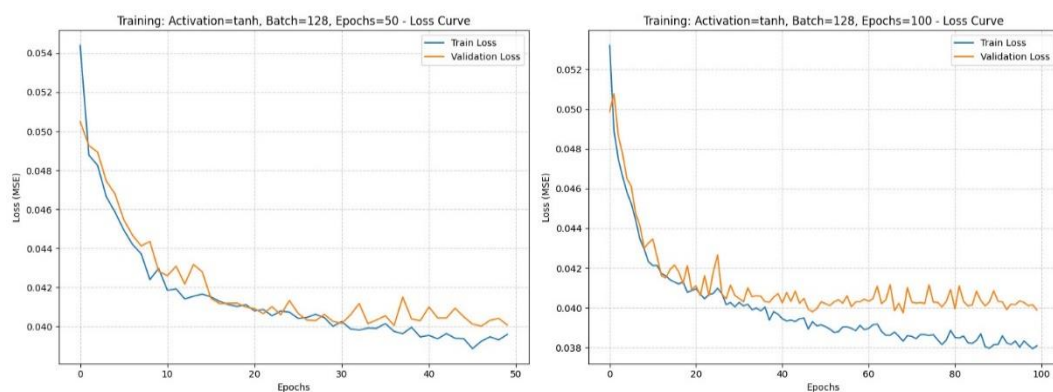 Training: Activation=tanh, Batch=128, Epochs=50 - Loss Curve
Train Loss
Validation Loss
0.054
0.052
0.050
0.048
0.046
0.044
0.042
0.040
Loss (MSE)
0 10 20 30 40 50
Epochs
Training: Activation=tanh, Batch=128, Epochs=100 - Loss Curve
Train Loss
Validation Loss
0.052
0.050
0.048
0.046
0.044
0.042
0.040
0.038
Loss (MSE)
0 20 40 60 80 100
Epochs